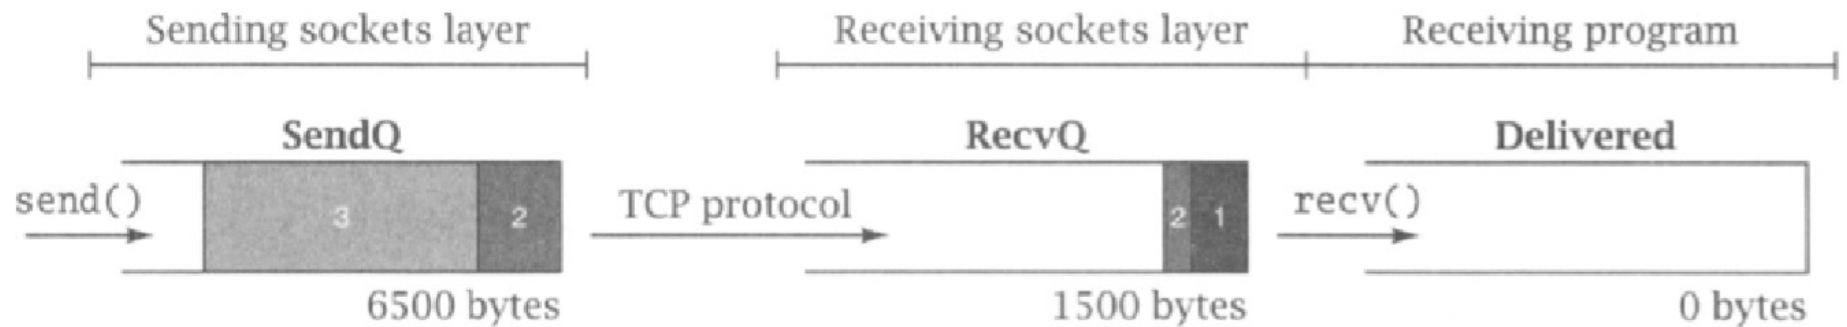 Sending sockets layer
Receiving sockets layer
Receiving program
SendQ
RecvQ
Delivered
send()
3
2
TCP protocol
2
1
recv()
6500 bytes
1500 bytes
0 bytes